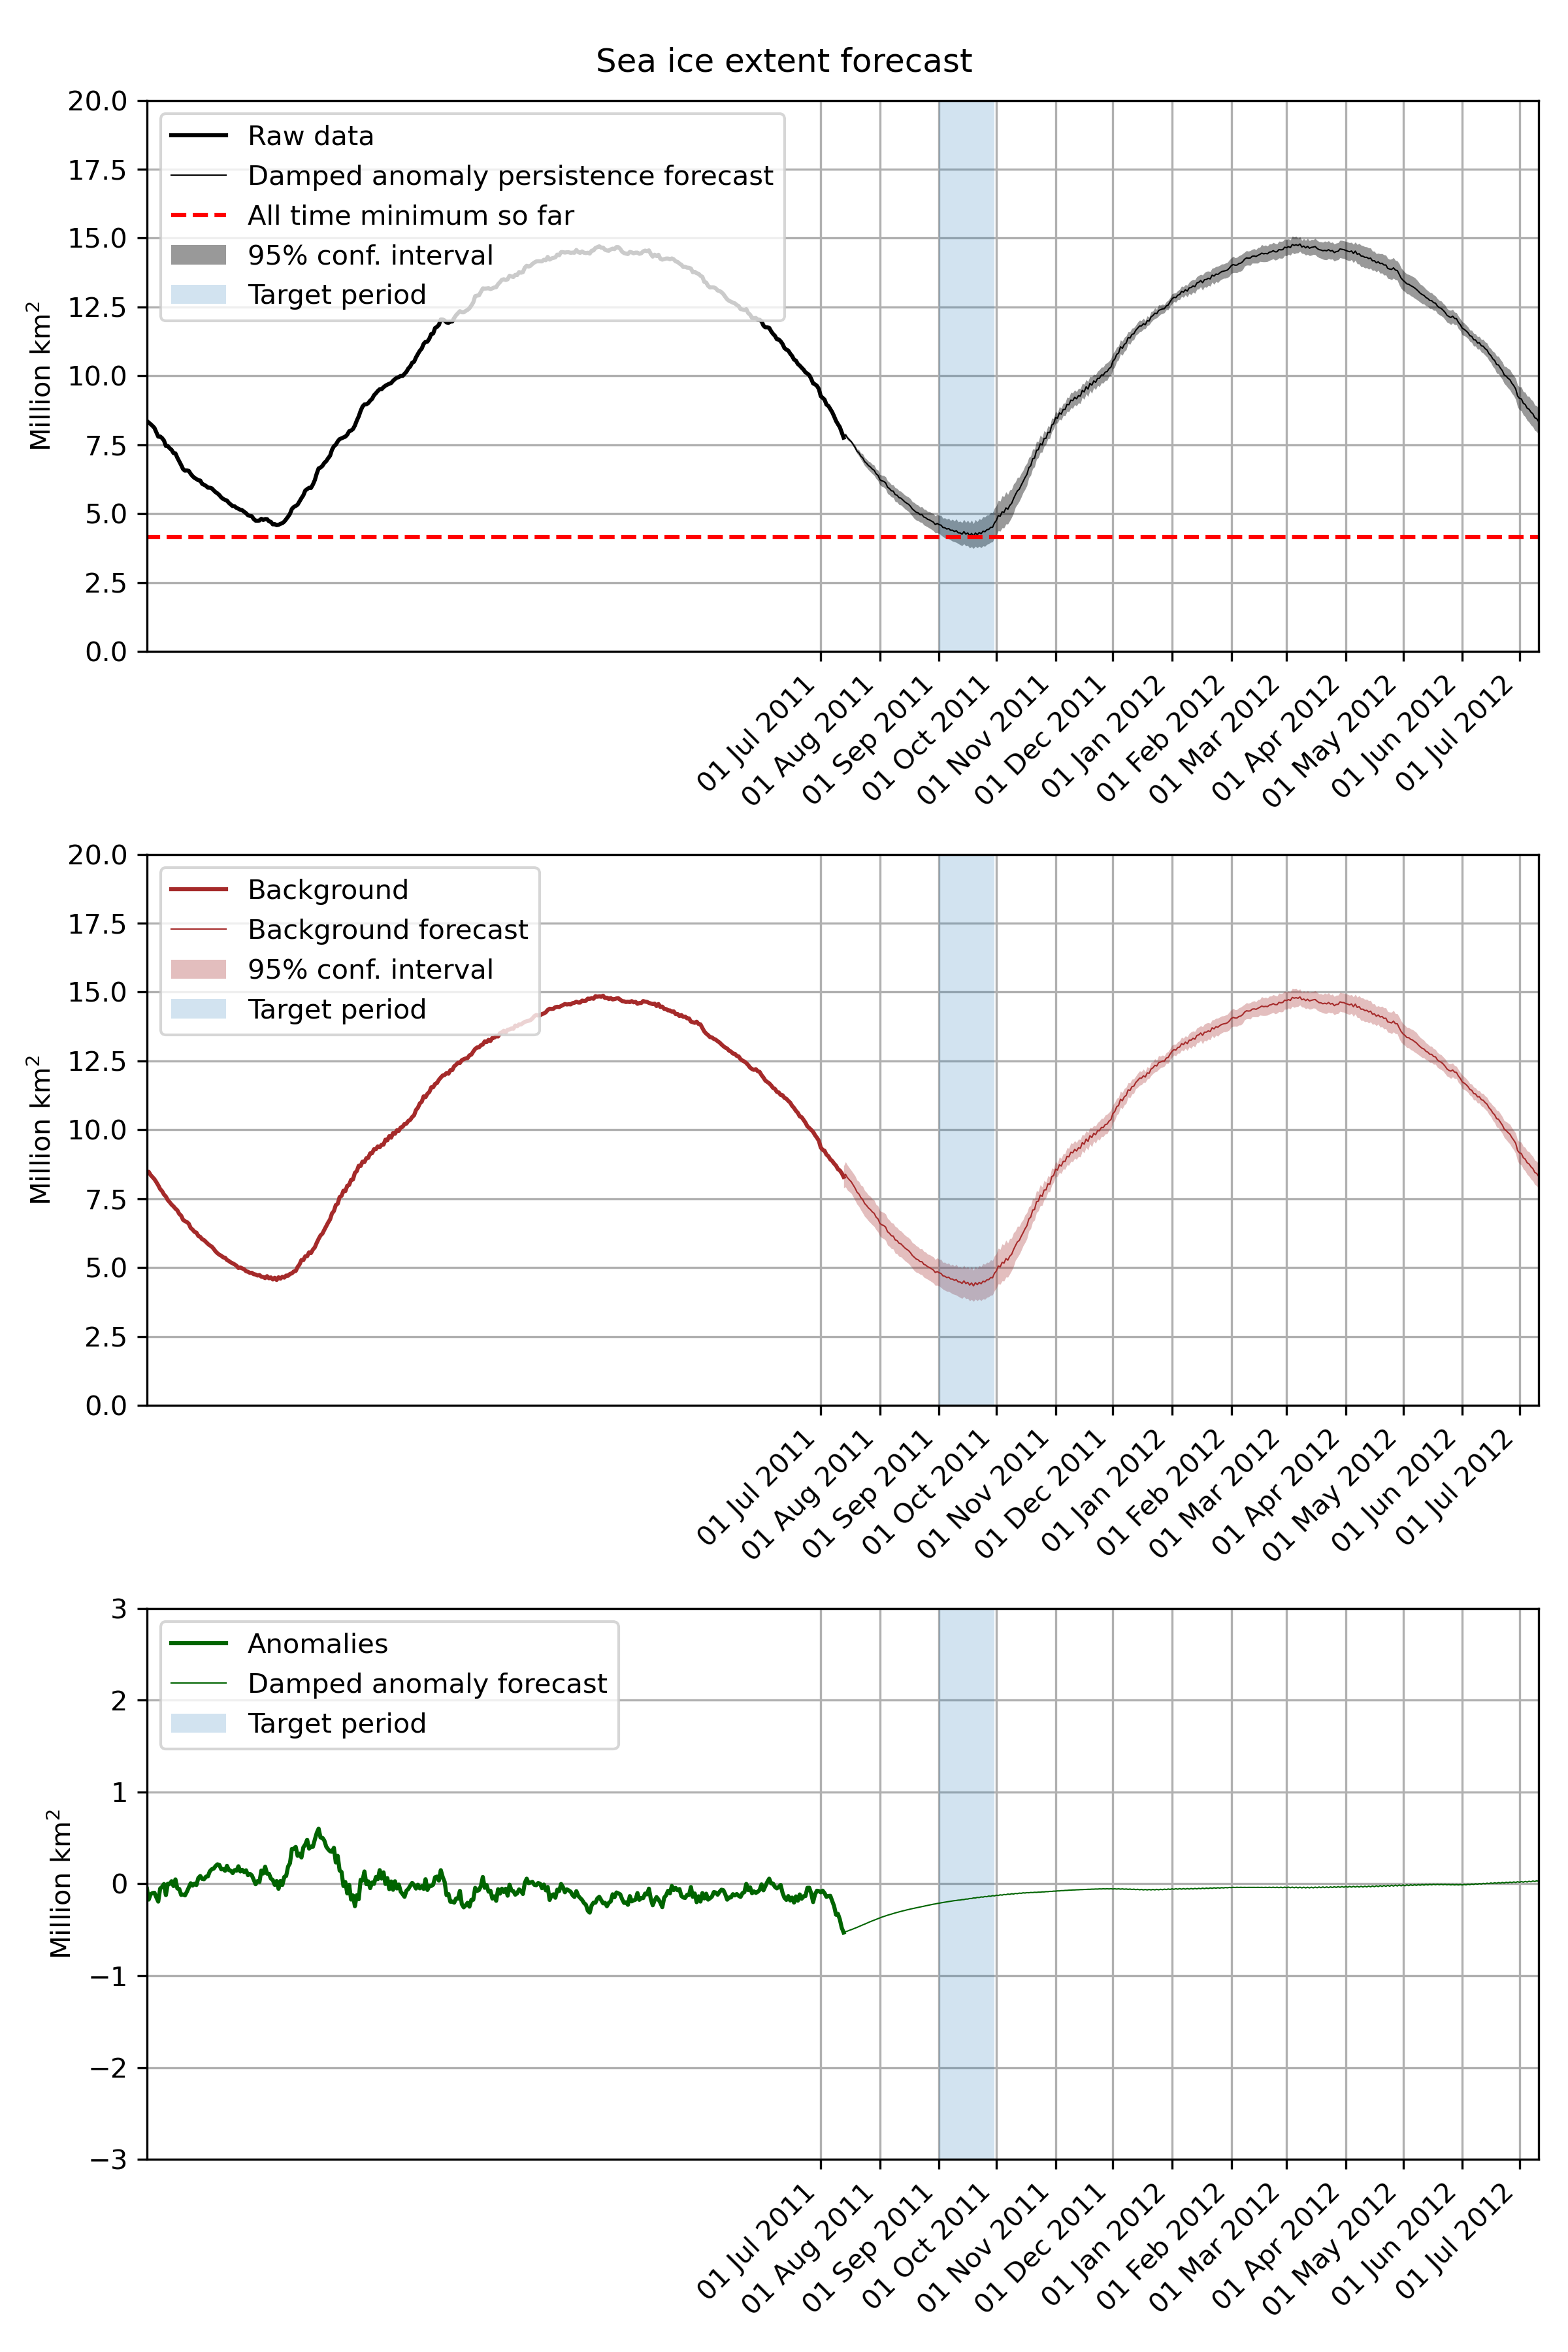 Sea ice extent forecast
20.0
17.5
15.0
12.5
10.0
7.5
5.0
2.5
0.0
Million km²
Raw data
Damped anomaly persistence forecast
All time minimum so far
95% conf. interval
Target period
01 Jul 2011
01 Aug 2011
01 Sep 2011
01 Oct 2011
01 Nov 2011
01 Dec 2011
01 Jan 2012
01 Feb 2012
01 Mar 2012
01 Apr 2012
01 May 2012
01 Jun 2012
01 Jul 2012
20.0
17.5
15.0
12.5
10.0
7.5
5.0
2.5
0.0
Million km²
Background
Background forecast
95% conf. interval
Target period
01 Jul 2011
01 Aug 2011
01 Sep 2011
01 Oct 2011
01 Nov 2011
01 Dec 2011
01 Jan 2012
01 Feb 2012
01 Mar 2012
01 Apr 2012
01 May 2012
01 Jun 2012
01 Jul 2012
3
2
1
0
−1
−2
−3
Million km²
Anomalies
Damped anomaly forecast
Target period
01 Jul 2011
01 Aug 2011
01 Sep 2011
01 Oct 2011
01 Nov 2011
01 Dec 2011
01 Jan 2012
01 Feb 2012
01 Mar 2012
01 Apr 2012
01 May 2012
01 Jun 2012
01 Jul 2012